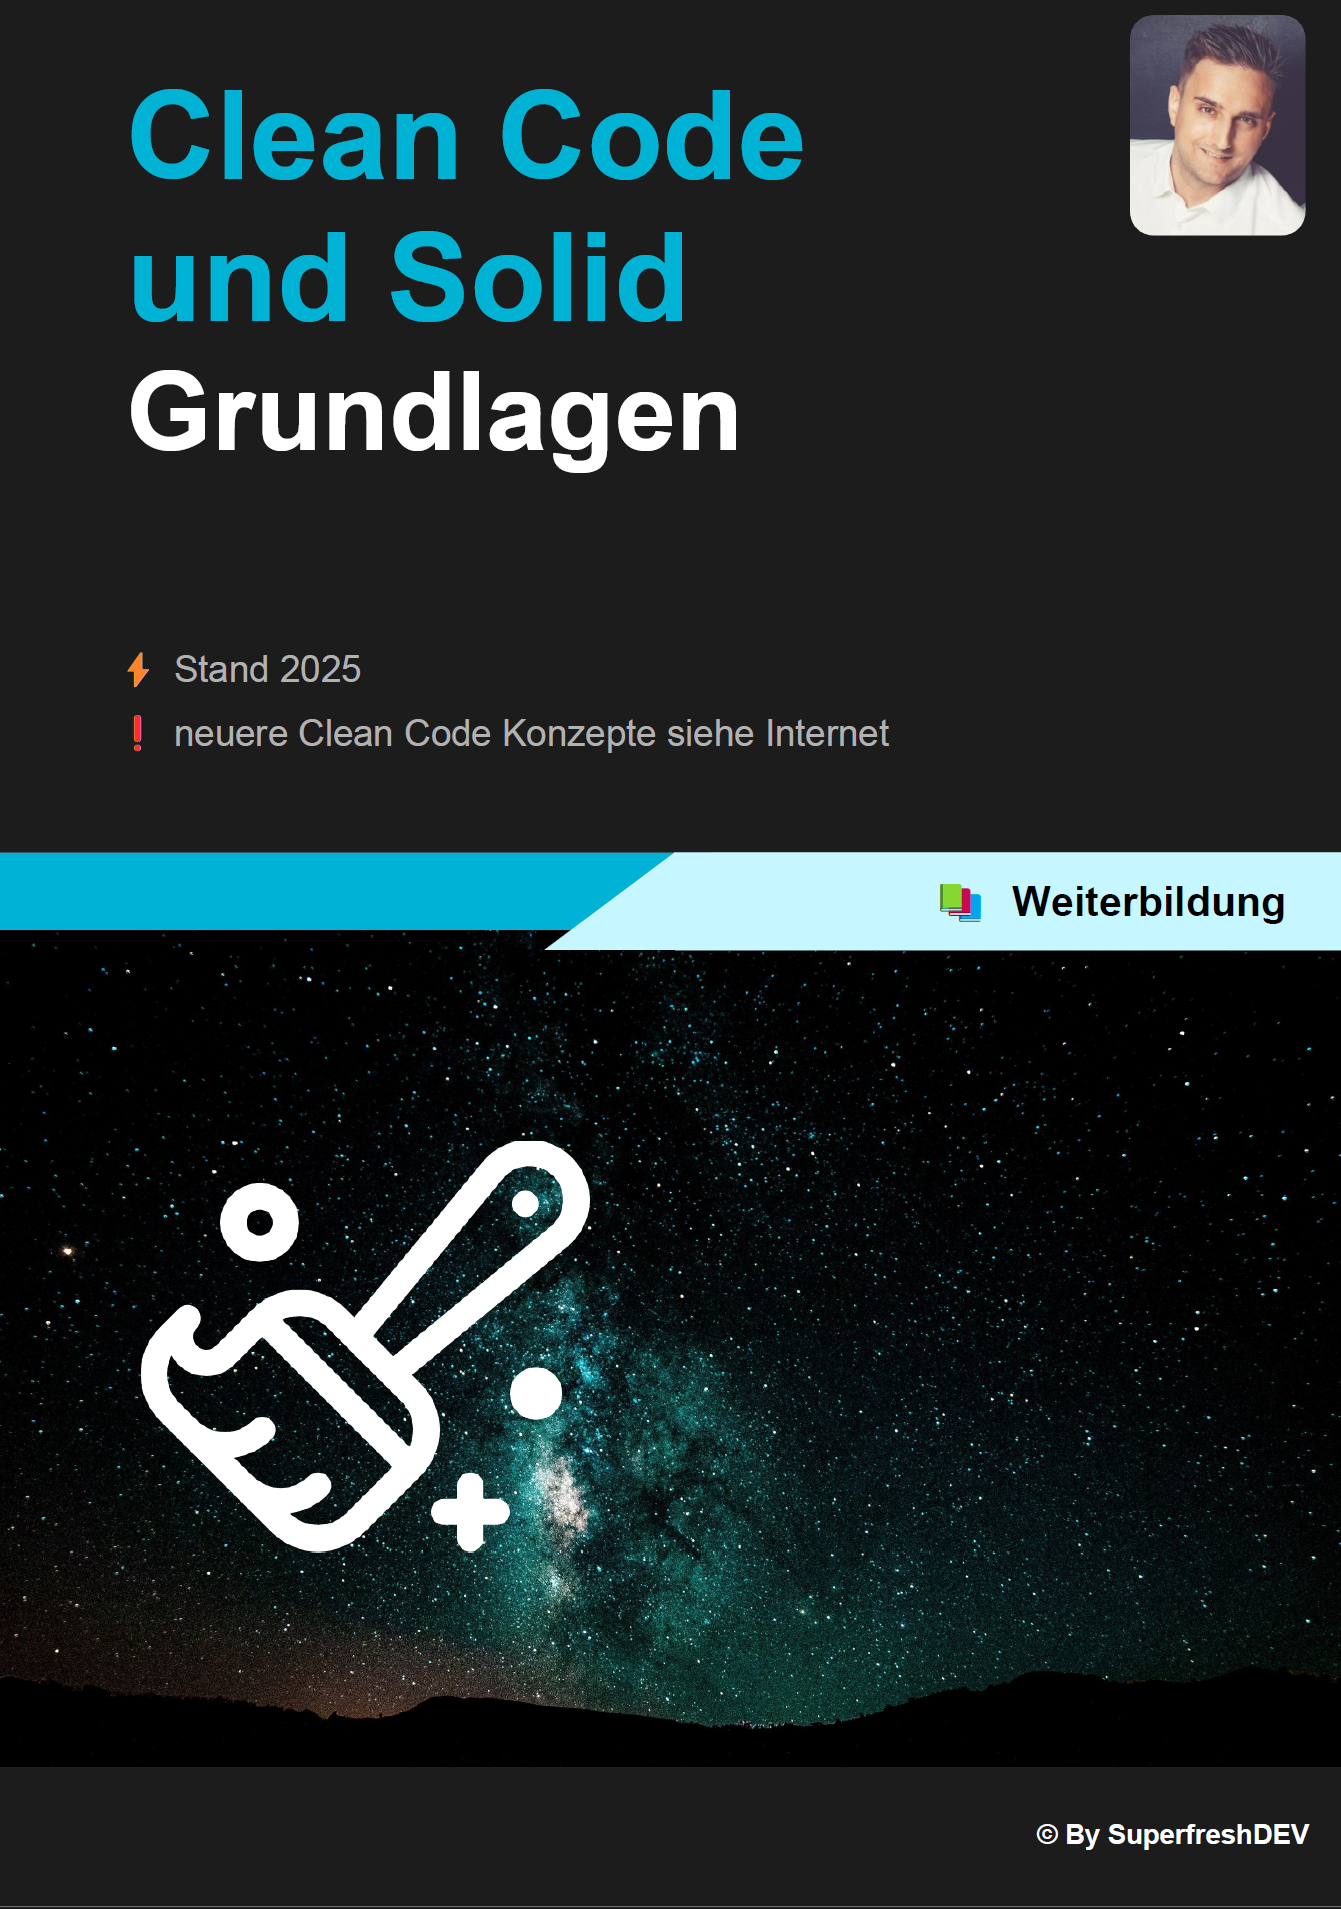 Clean Code
und Solid
Grundlagen
Stand 2025
neuere Clean Code Konzepte siehe Internet
Weiterbildung
© By SuperfreshDEV